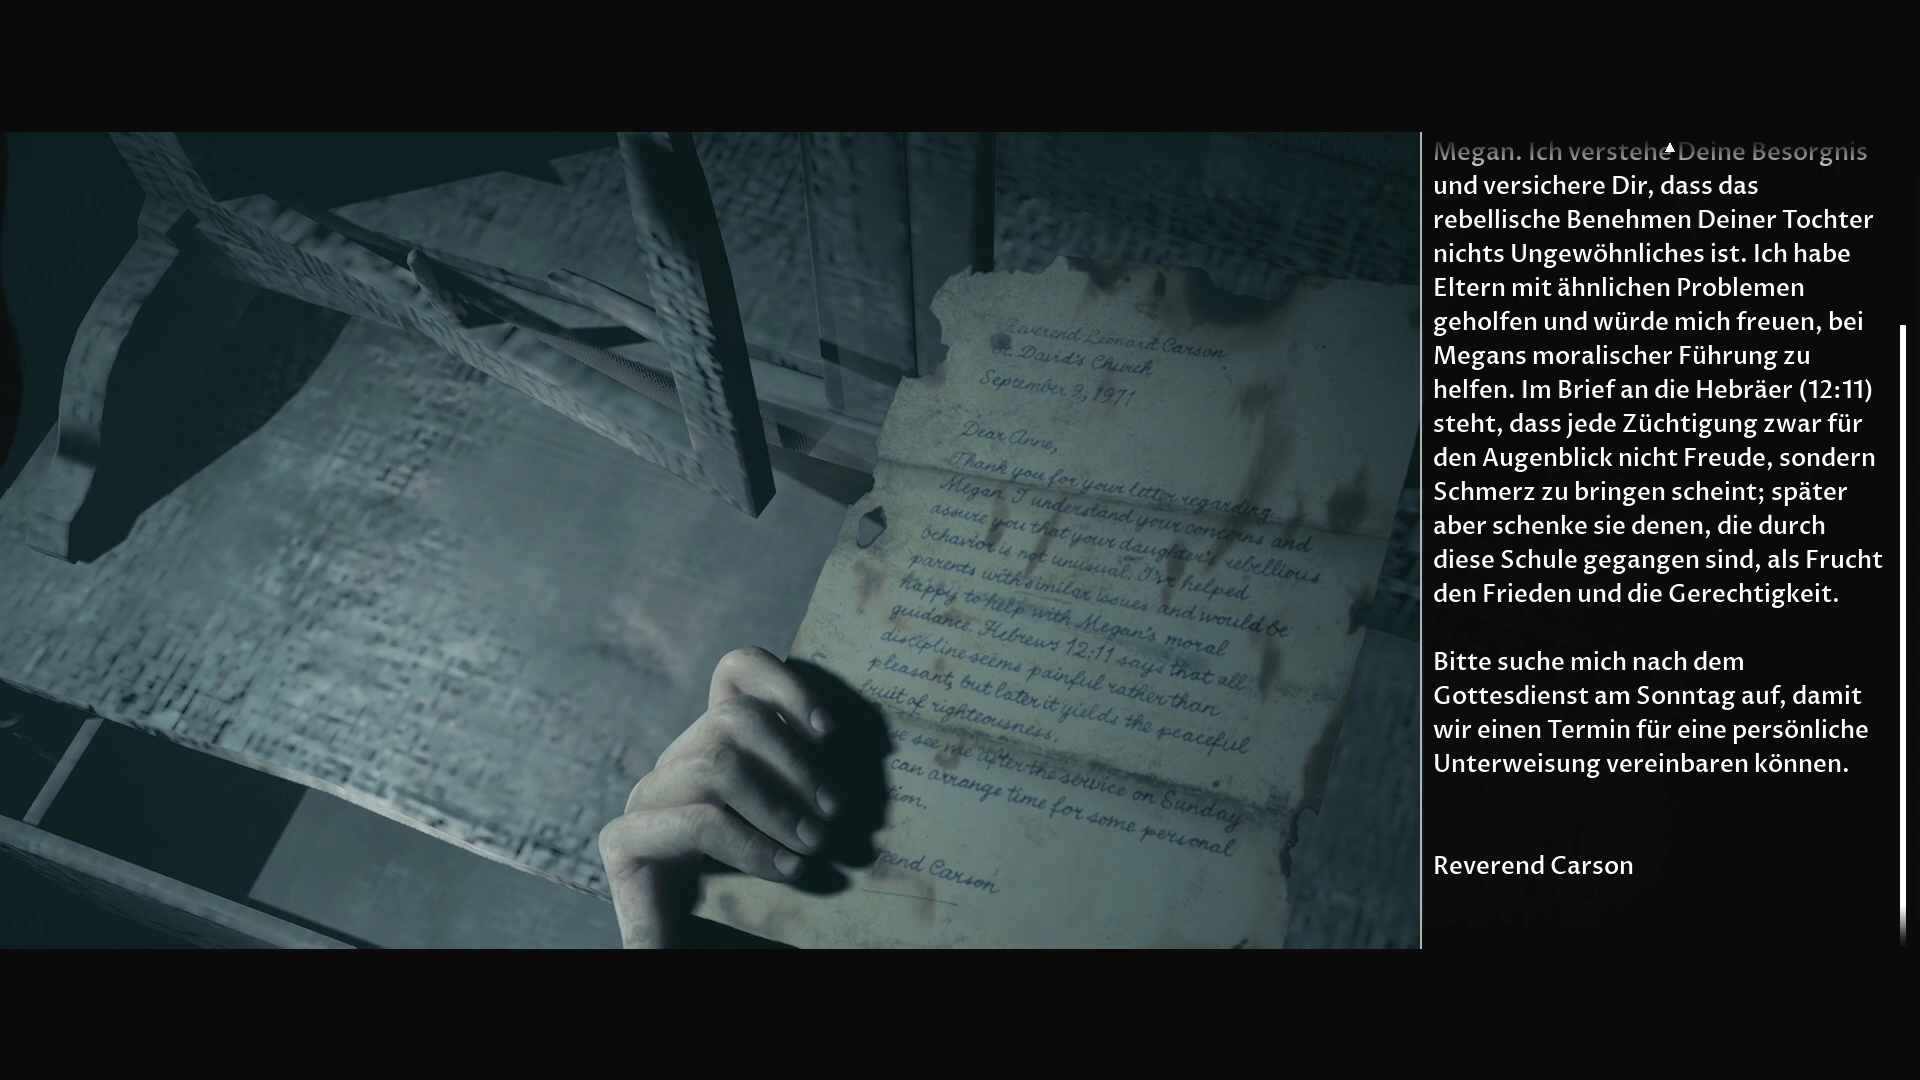 Reverend Leonard Carson
St. David's Church
September 9, 1971
Dear Anne,
Thank you for your letter regarding
Megan. I understand your concerns and
assure you that your daughter's rebellious
behavior is not unusual. I've helped
parents with similar issues and would be
happy to help with Megan's moral
guidance. Hebrews 12:11 says that all
discipline seems painful rather than
pleasant, but later it yields the peaceful
fruit of righteousness.
see me after the service on Sunday
can arrange time for some personal
Carson
Megan. Ich verstehe Deine Besorgnis
und versichere Dir, dass das
rebellische Benehmen Deiner Tochter
nichts Ungewöhnliches ist. Ich habe
Eltern mit ähnlichen Problemen
geholfen und würde mich freuen, bei
Megans moralischer Führung zu
helfen. Im Brief an die Hebräer (12:11)
steht, dass jede Züchtigung zwar für
den Augenblick nicht Freude, sondern
Schmerz zu bringen scheint; später
aber schenke sie denen, die durch
diese Schule gegangen sind, als Frucht
den Frieden und die Gerechtigkeit.
Bitte suche mich nach dem
Gottesdienst am Sonntag auf, damit
wir einen Termin für eine persönliche
Unterweisung vereinbaren können.
Reverend Carson